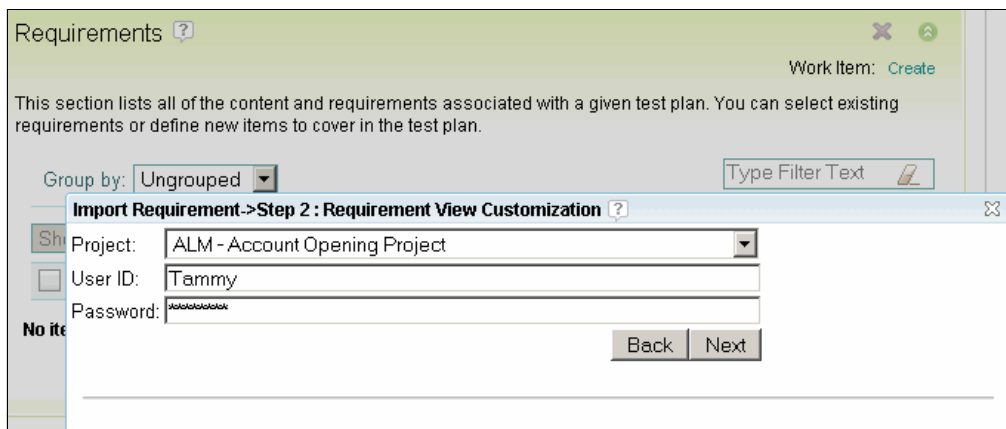 Requirements ?
Work Item: Create
This section lists all of the content and requirements associated with a given test plan. You can select existing
requirements or define new items to cover in the test plan.
Group by: Ungrouped
Type Filter Text
Import Requirement->Step 2 : Requirement View Customization ?
Sh
Project: ALM - Account Opening Project
User ID: Tammy
Password: *********
No ite
Back Next